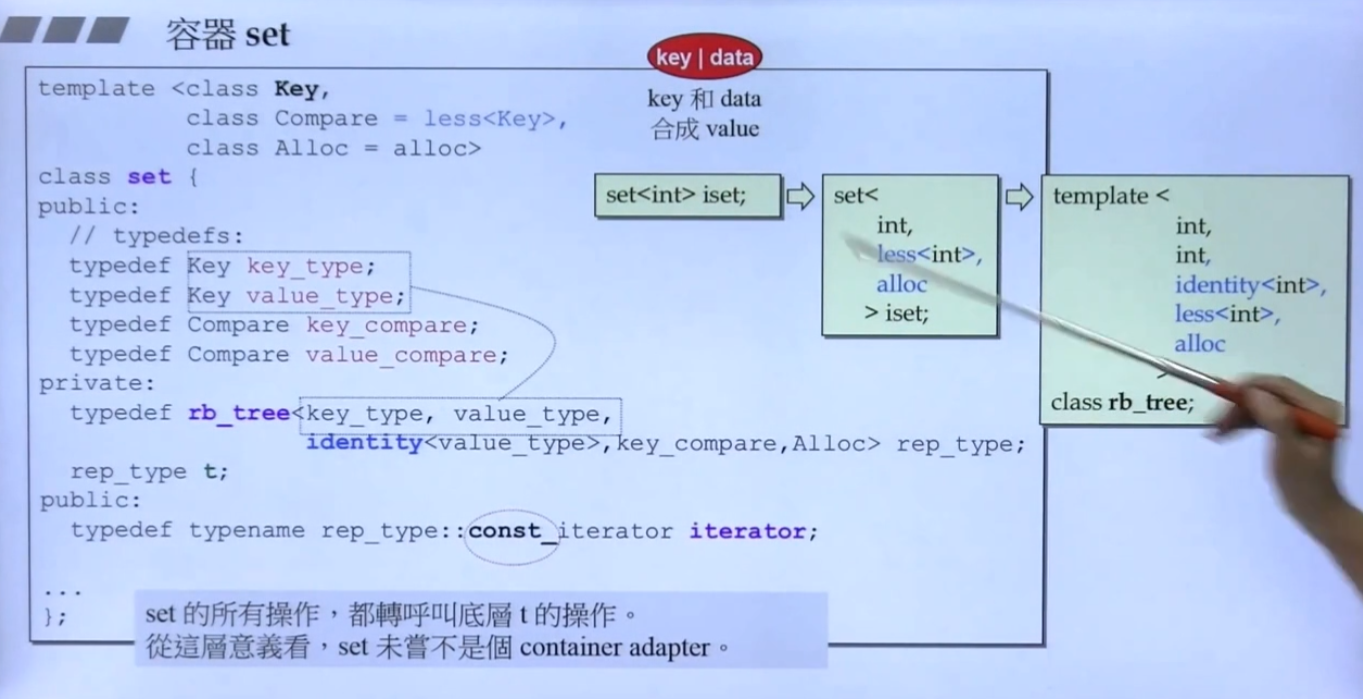 容器 set
key | data
key 和 data
合成 value
template <class Key,
class Compare = less<Key>,
class Alloc = alloc>
class set {
public:
// typedefs:
typedef Key key_type;
typedef Key value_type;
typedef Compare key_compare;
typedef Compare value_compare;
private:
typedef rb_tree<key_type, value_type,
identity<value_type>,key_compare,Alloc> rep_type;
rep_type t;
public:
typedef typename rep_type::const_iterator iterator;
...
};
set<int> iset;
set<
int,
less<int>,
alloc
> iset;
template <
int,
int,
identity<int>,
less<int>,
alloc
>
class rb_tree;
set 的所有操作，都轉呼叫底層 t 的操作。
從這層意義看，set 未嘗不是個 container adapter。